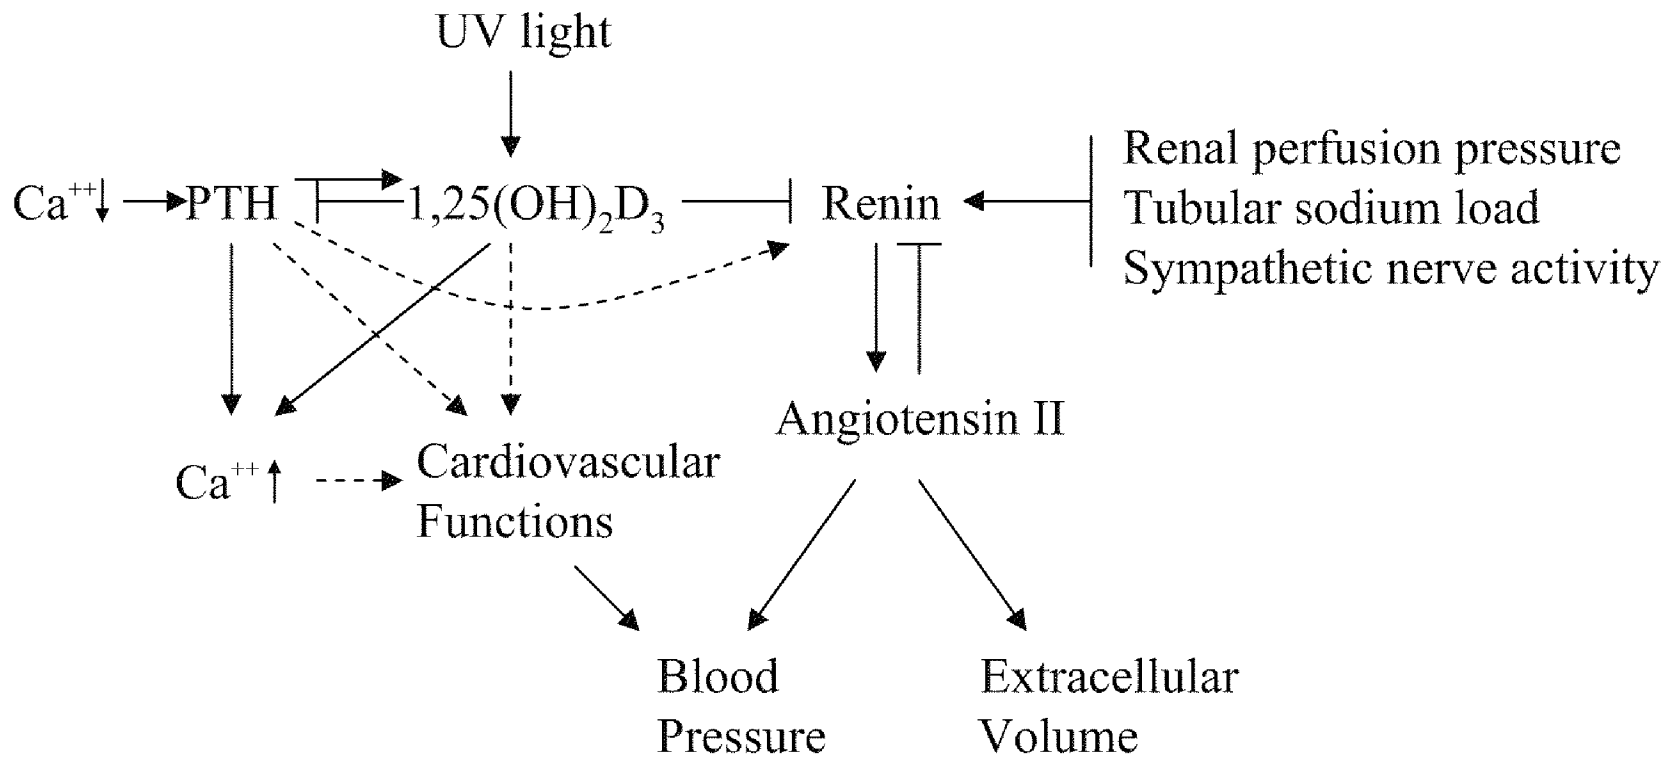 UV light
Ca⁺⁺↓
PTH
1,25(OH)₂D₃
Renin
Renal perfusion pressure
Tubular sodium load
Sympathetic nerve activity
Angiotensin II
Ca⁺⁺↑
Cardiovascular
Functions
Blood
Pressure
Extracellular
Volume